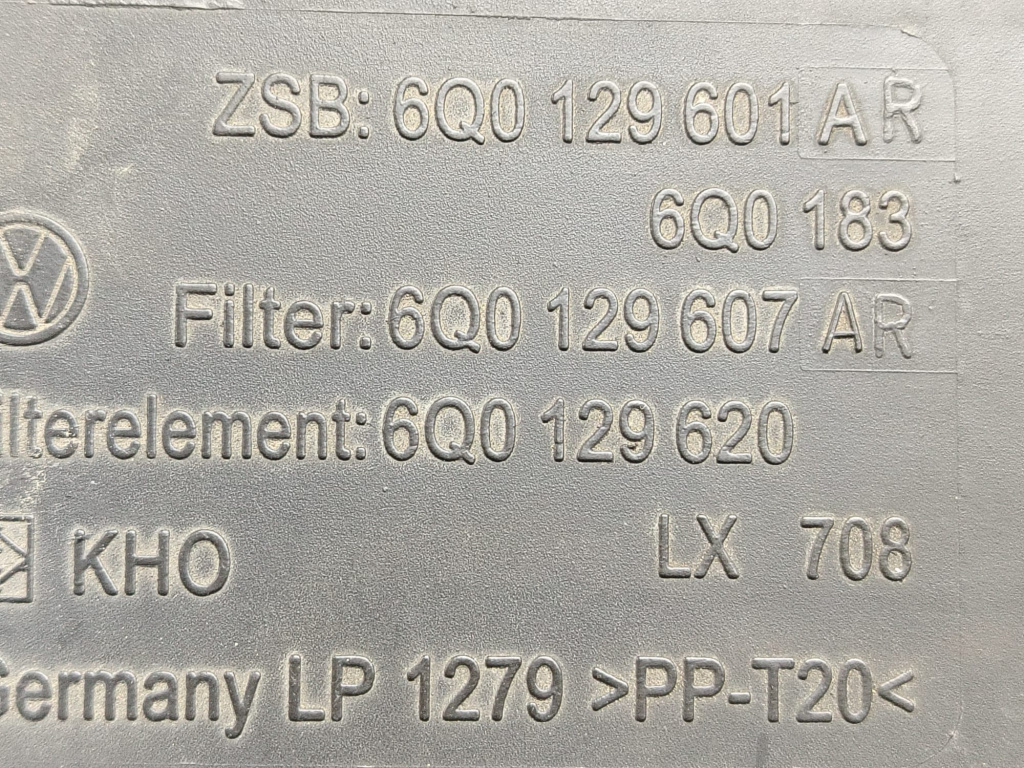 ZSB: 6Q0 129 601 AR
6Q0 183
Filter: 6Q0 129 607 AR
ilterelement: 6Q0 129 620
KHO LX 708
Germany LP 1279 >PP-T20<